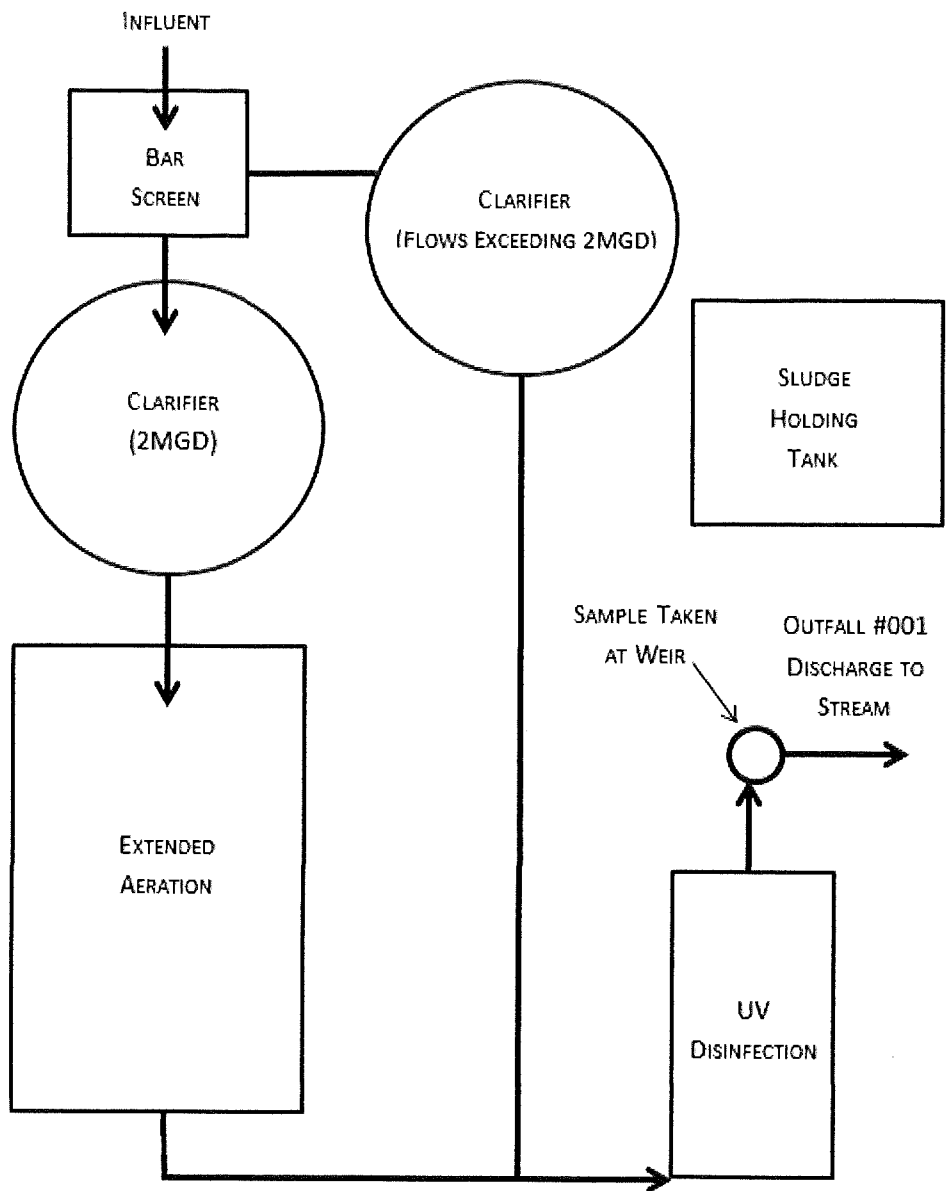 INFLUENT
BAR
SCREEN
CLARIFIER
(FLOWS EXCEEDING 2MGD)
CLARIFIER
(2MGD)
SLUDGE
HOLDING
TANK
SAMPLE TAKEN
AT WEIR
OUTFALL #001
DISCHARGE TO
STREAM
EXTENDED
AERATION
UV
DISINFECTION